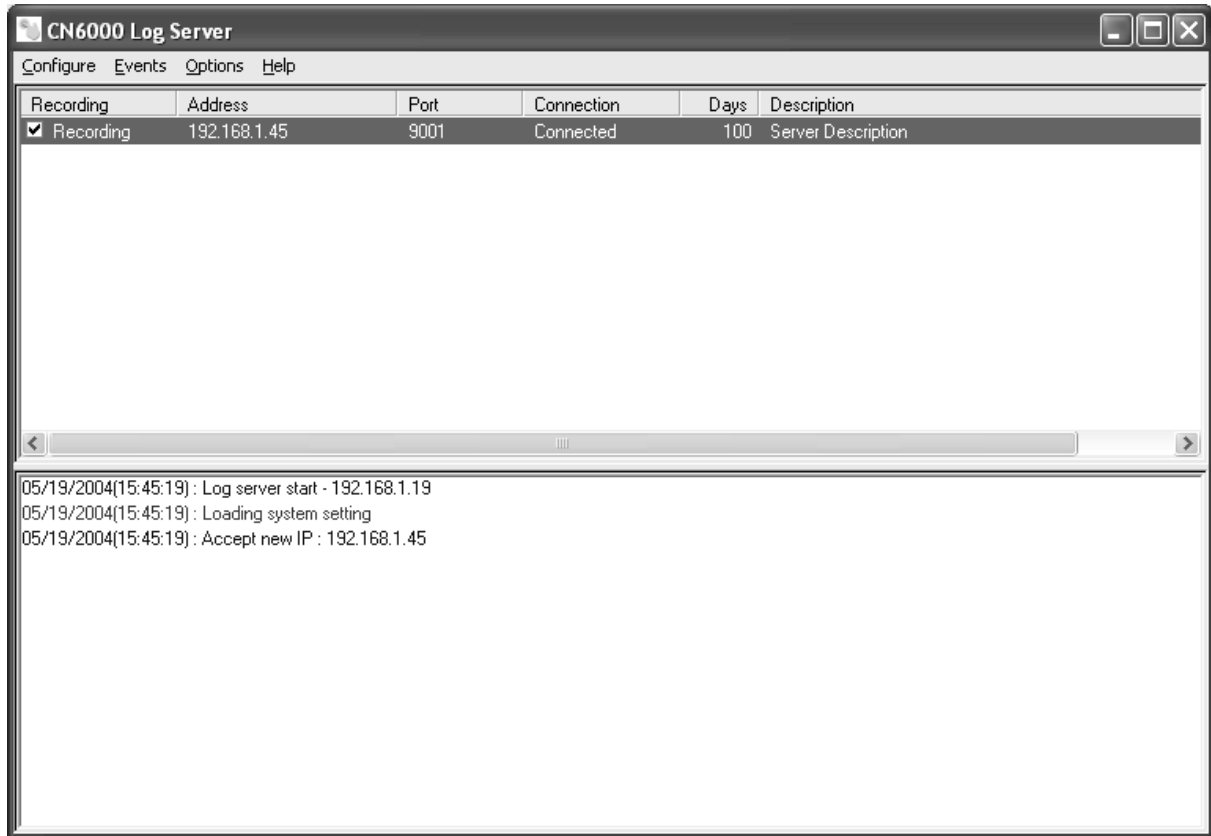 CN6000 Log Server
Configure Events Options Help
Recording Address Port Connection Days Description
Recording 192.168.1.45 9001 Connected 100 Server Description
05/19/2004(15:45:19) : Log server start - 192.168.1.19
05/19/2004(15:45:19) : Loading system setting
05/19/2004(15:45:19) : Accept new IP : 192.168.1.45